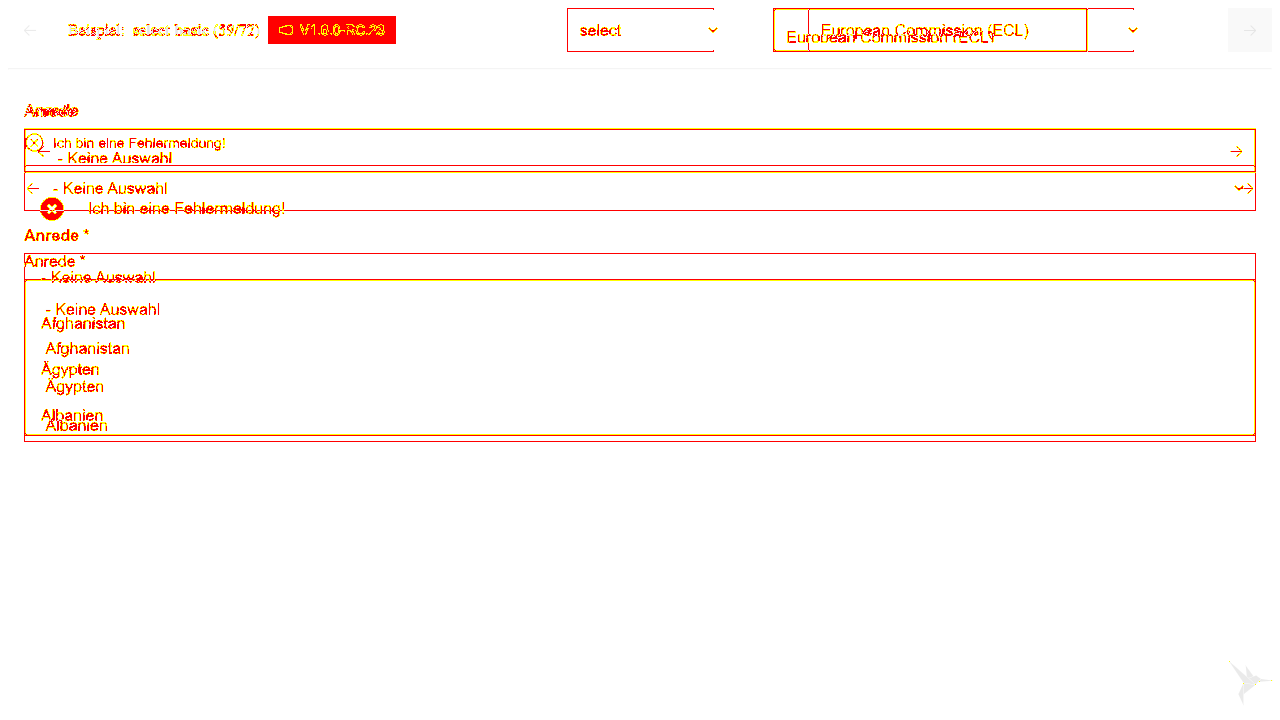 Beispiel: select basic (39/72) V1.0.0-RC.23 select European Commission (ECL)
European Commission (ECL)
Anrede
Ich bin eine Fehlermeldung!
- Keine Auswahl
- Keine Auswahl
Ich bin eine Fehlermeldung!
Anrede *
Anrede *
- Keine Auswahl
- Keine Auswahl
Afghanistan
Afghanistan
Ägypten
Ägypten
Albanien
Albanien